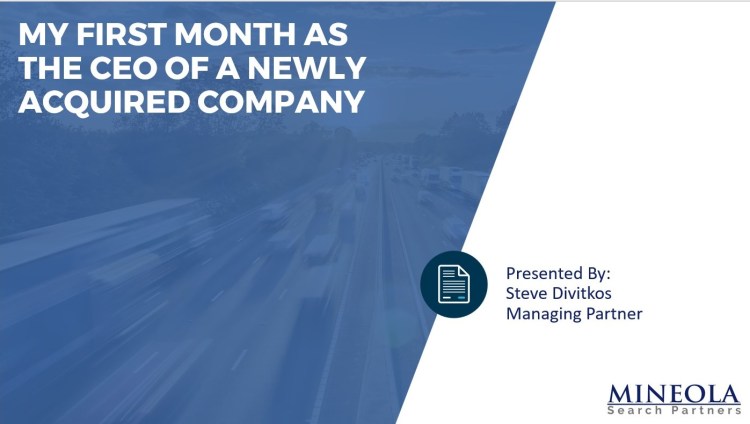 MY FIRST MONTH AS
THE CEO OF A NEWLY
ACQUIRED COMPANY
Presented By:
Steve Divitkos
Managing Partner
MINEOLA
Search Partners